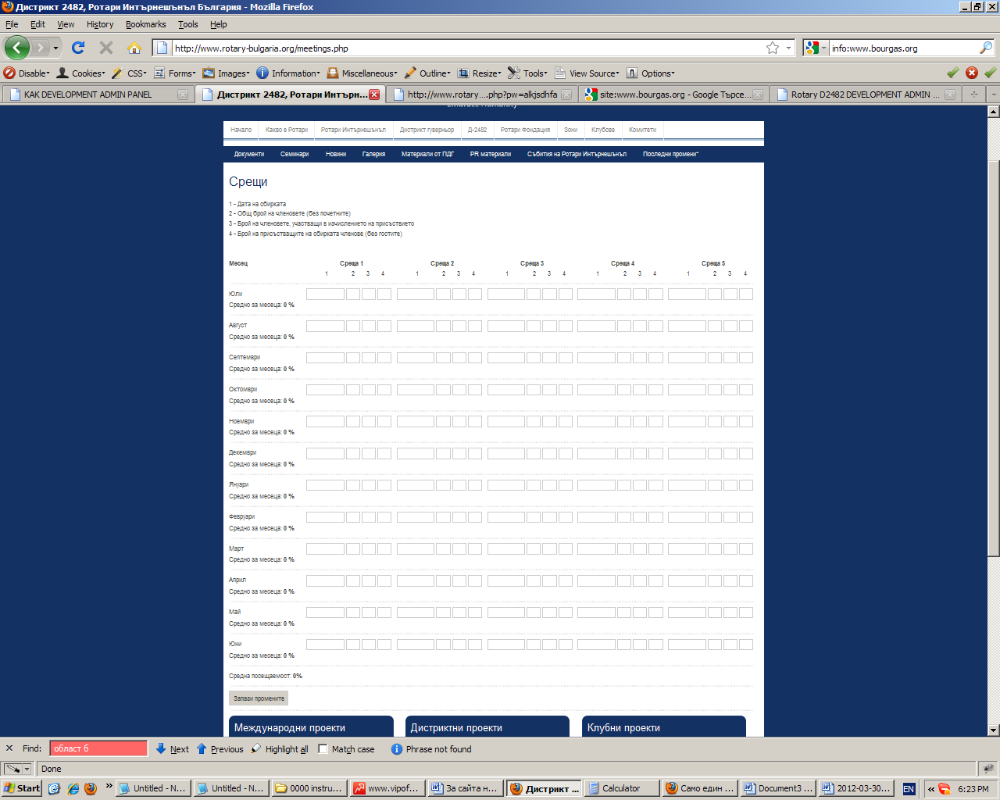 Дистрикт 2482, Ротари Интърнешънъл България - Mozilla Firefox
File Edit View History Bookmarks Tools Help
http://www.rotary-bulgaria.org/meetings.php info:www.bourgas.org
Disable Cookies CSS Forms Images Information Miscellaneous Outline Resize Tools View Source Options
KAK DEVELOPMENT ADMIN PANEL Дистрикт 2482, Ротари Интърн... http://www.rotary....php?pw=alkjsdhfa site:www.bourgas.org - Google Търсе... Rotary D2482 DEVELOPMENT ADMIN ...
Начало Какво е Ротари Ротари Интърнешънъл Дистрикт гуверньор Д-2482 Ротари Фондация Зони Клубове Комитети
Документи Семинари Новини Галерия Материали от ПДГ PR материали Събития на Ротари Интърнешънъл Последни промени"
Срещи
1 - Дата на сбирката
2 - Общ брой на членовете (без почетните)
3 - Брой на членовете, участващи в изчислението на присъствието
4 - Брой на присъстващите на сбирката членове (без гостите)
Месец Среща 1 Среща 2 Среща 3 Среща 4 Среща 5
1 2 3 4 1 2 3 4 1 2 3 4 1 2 3 4 1 2 3 4
Юли
Средно за месеца: 0 %
Август
Средно за месеца: 0 %
Септември
Средно за месеца: 0 %
Октомври
Средно за месеца: 0 %
Ноември
Средно за месеца: 0 %
Декември
Средно за месеца: 0 %
Януари
Средно за месеца: 0 %
Февруари
Средно за месеца: 0 %
Март
Средно за месеца: 0 %
Април
Средно за месеца: 0 %
Май
Средно за месеца: 0 %
Юни
Средно за месеца: 0 %
Средна посещаемост: 0%
Запази промените
Международни проекти Дистриктни проекти Клубни проекти
Find: област б Next Previous Highlight all Match case Phrase not found
Done
Start Untitled - N... Untitled - N... 0000 instru... www.vipof... За сайта н... Дистрикт ... Calculator Само един ... Document3 ... 2012-03-30... EN 6:23 PM